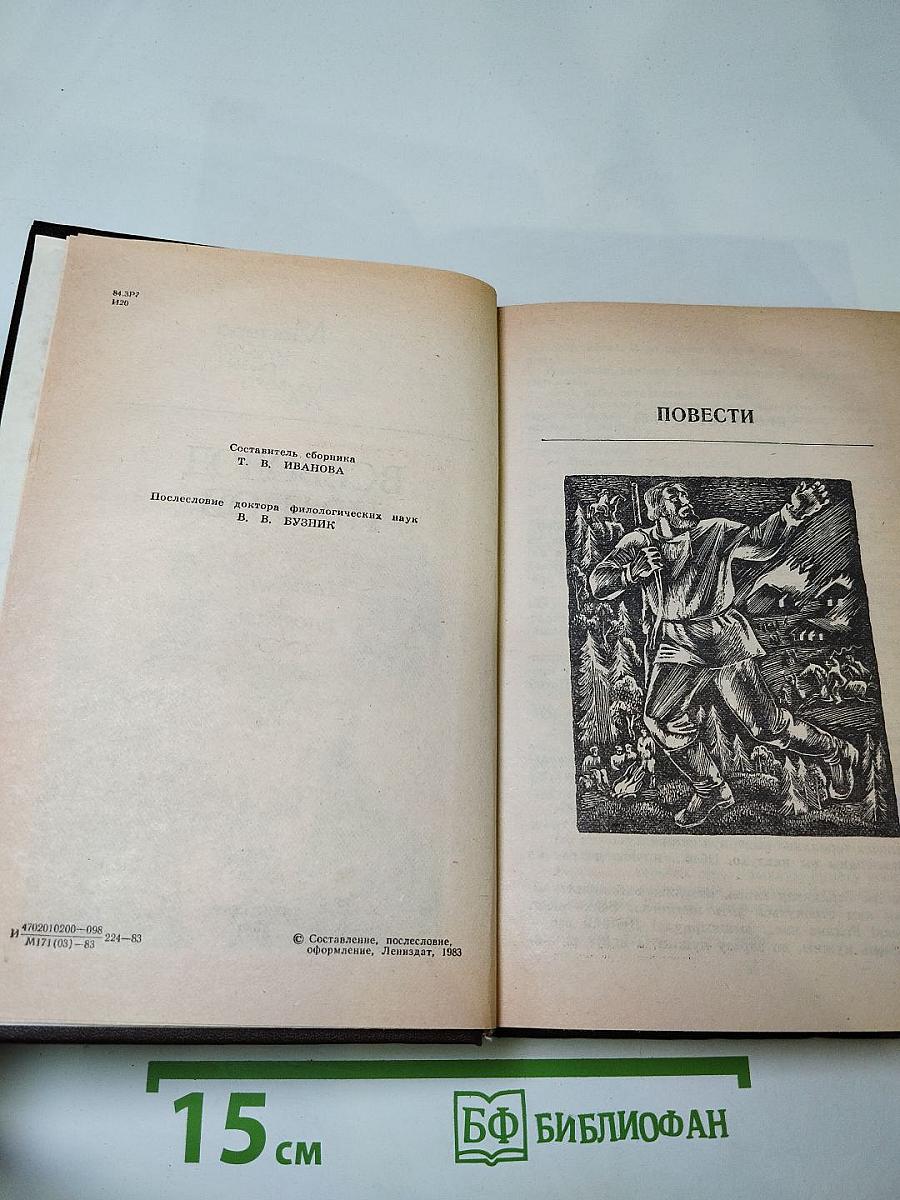 84.3Р7
И20
Составитель сборника
Т. В. ИВАНОВА
Послесловие доктора филологических наук
В. В. БУЗНИК
И 4702010200—098
М171(03)—83
224—83
© Составление, послесловие,
оформление, Лениздат, 1983
ПОВЕСТИ
15 см
БФ БИБЛИОФАН